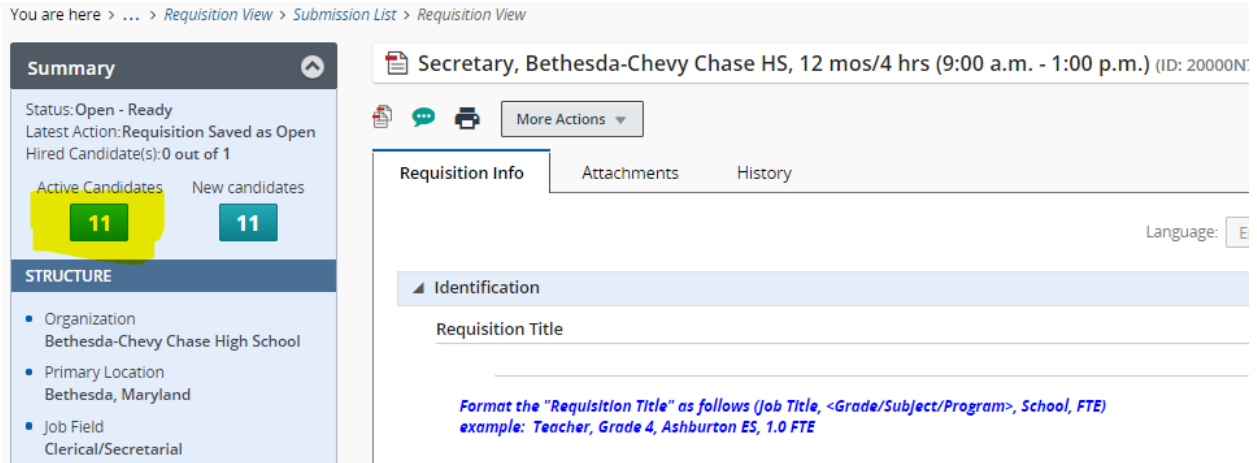 You are here > ... > Requisition View > Submission List > Requisition View
Summary
Status:Open - Ready
Latest Action:Requisition Saved as Open
Hired Candidate(s):0 out of 1
Active Candidates New candidates
11 11
STRUCTURE
• Organization
Bethesda-Chevy Chase High School
• Primary Location
Bethesda, Maryland
• Job Field
Clerical/Secretarial
Secretary, Bethesda-Chevy Chase HS, 12 mos/4 hrs (9:00 a.m. - 1:00 p.m.) (ID: 20000N
More Actions
Requisition Info Attachments History
Language:
Identification
Requisition Title
Format the "Requisition Title" as follows (Job Title, <Grade/Subject/Program>, School, FTE)
example: Teacher, Grade 4, Ashburton ES, 1.0 FTE